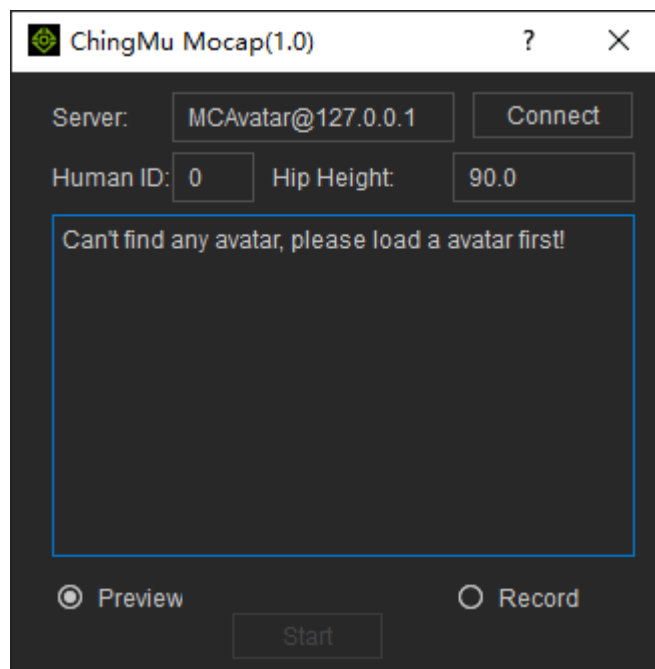 ChingMu Mocap(1.0) ? ×
Server: MCAvatar@127.0.0.1 Connect
Human ID: 0 Hip Height: 90.0
Can't find any avatar, please load a avatar first!
Preview Record
Start